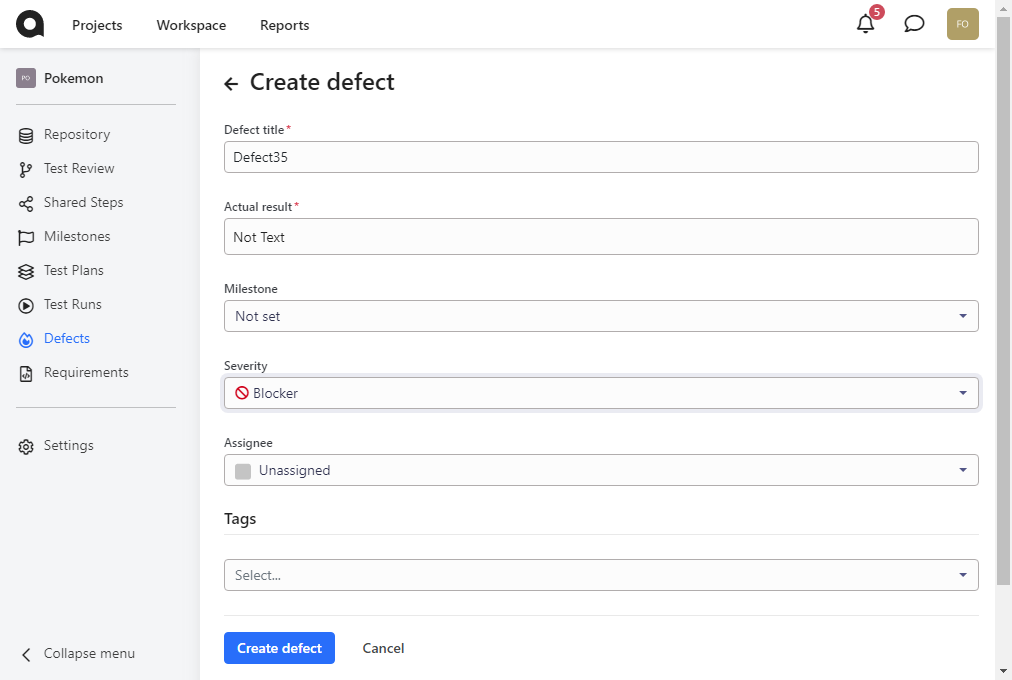 Projects
Workspace
Reports
5
FO
PO
Pokemon
Repository
Test Review
Shared Steps
Milestones
Test Plans
Test Runs
Defects
Requirements
Settings
Collapse menu
Create defect
Defect title*
Defect35
Actual result*
Not Text
Milestone
Not set
Severity
Blocker
Assignee
Unassigned
Tags
Select...
Create defect
Cancel